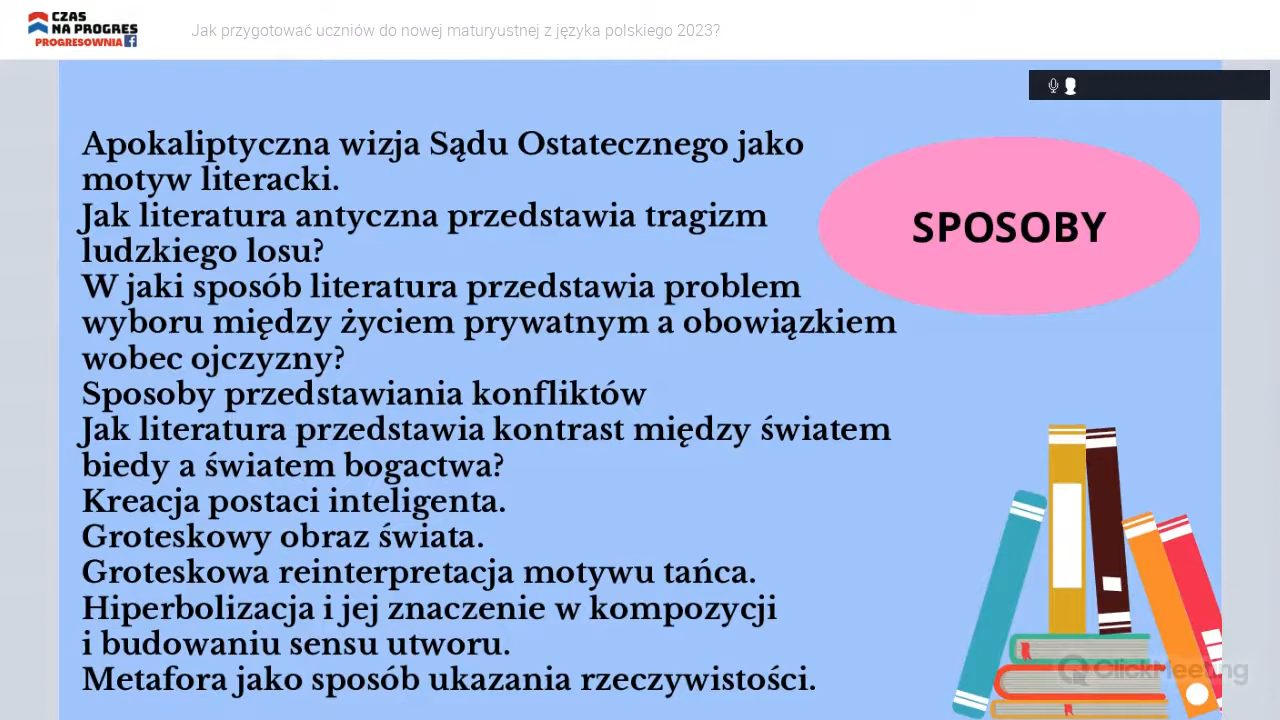 CZAS
NA PROGRES
PROGRESOWNIA
Jak przygotować uczniów do nowej maturyustnej z języka polskiego 2023?
Apokaliptyczna wizja Sądu Ostatecznego jako
motyw literacki.
Jak literatura antyczna przedstawia tragizm
ludzkiego losu?
W jaki sposób literatura przedstawia problem
wyboru między życiem prywatnym a obowiązkiem
wobec ojczyzny?
Sposoby przedstawiania konfliktów
Jak literatura przedstawia kontrast między światem
biedy a światem bogactwa?
Kreacja postaci inteligenta.
Groteskowy obraz świata.
Groteskowa reinterpretacja motywu tańca.
Hiperbolizacja i jej znaczenie w kompozycji
i budowaniu sensu utworu.
Metafora jako sposób ukazania rzeczywistości.
SPOSOBY
ClickMeeting